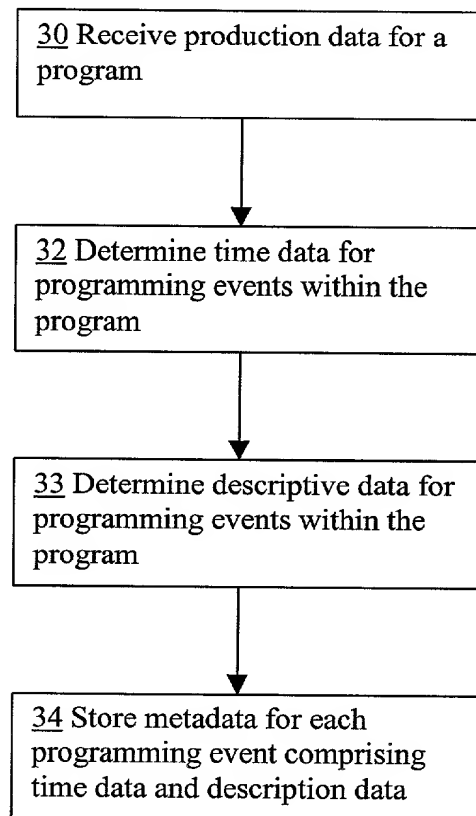 30 Receive production data for a
program
32 Determine time data for
programming events within the
program
33 Determine descriptive data for
programming events within the
program
34 Store metadata for each
programming event comprising
time data and description data